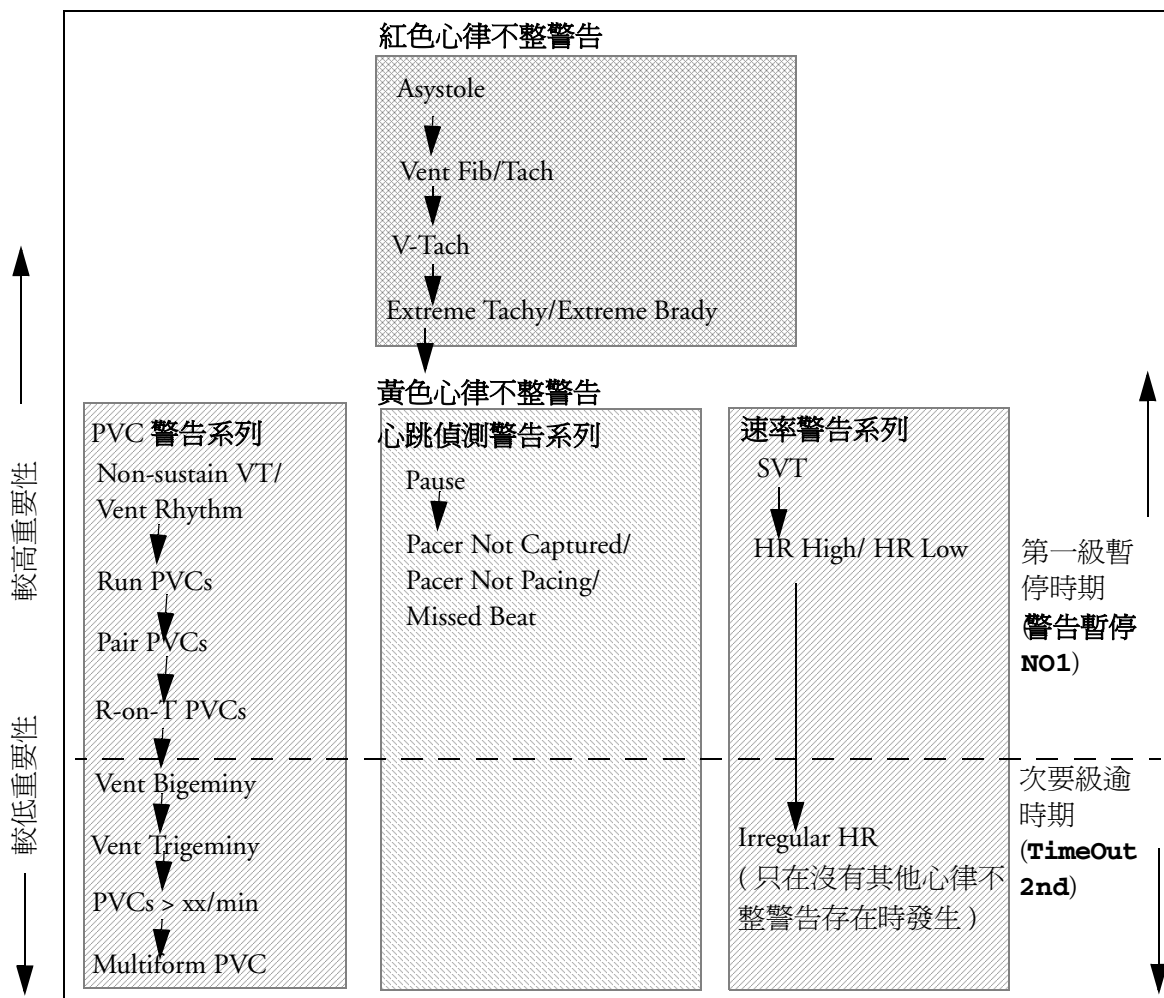 紅色心律不整警告
Asystole
Vent Fib/Tach
V-Tach
Extreme Tachy/Extreme Brady
黃色心律不整警告
PVC 警告系列
Non-sustain VT/
Vent Rhythm
Run PVCs
Pair PVCs
R-on-T PVCs
Vent Bigeminy
Vent Trigeminy
PVCs > xx/min
Multiform PVC
心跳偵測警告系列
Pause
Pacer Not Captured/
Pacer Not Pacing/
Missed Beat
速率警告系列
SVT
HR High/ HR Low
Irregular HR
( 只在沒有其他心律不
整警告存在時發生 )
較高重要性
較低重要性
第一級暫
停時期
(警告暫停
NO1)
次要級逾
時期
(TimeOut
2nd)